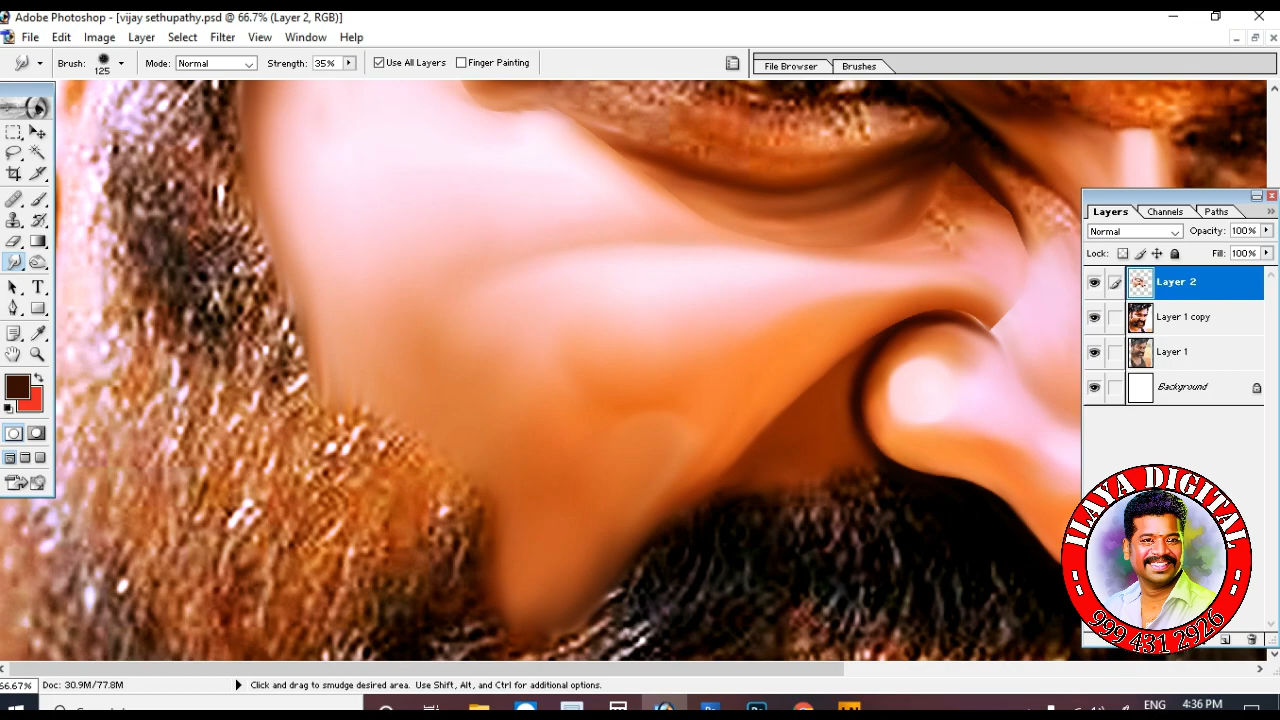 Adobe Photoshop - [vijay sethupathy.psd @ 66.7% (Layer 2, RGB)]
File Edit Image Layer Select Filter View Window Help
Brush: 125 Mode: Normal Strength: 35% Use All Layers Finger Painting File Browser Brushes
Layers Channels Paths
Normal Opacity: 100%
Lock: Fill: 100%
Layer 2
Layer 1 copy
Layer 1
Background
ILAYA DIGITAL
999 431 2926
66.67% Doc: 30.9M/77.8M Click and drag to smudge desired area. Use Shift, Alt, and Ctrl for additional options.
ENG 4:36 PM